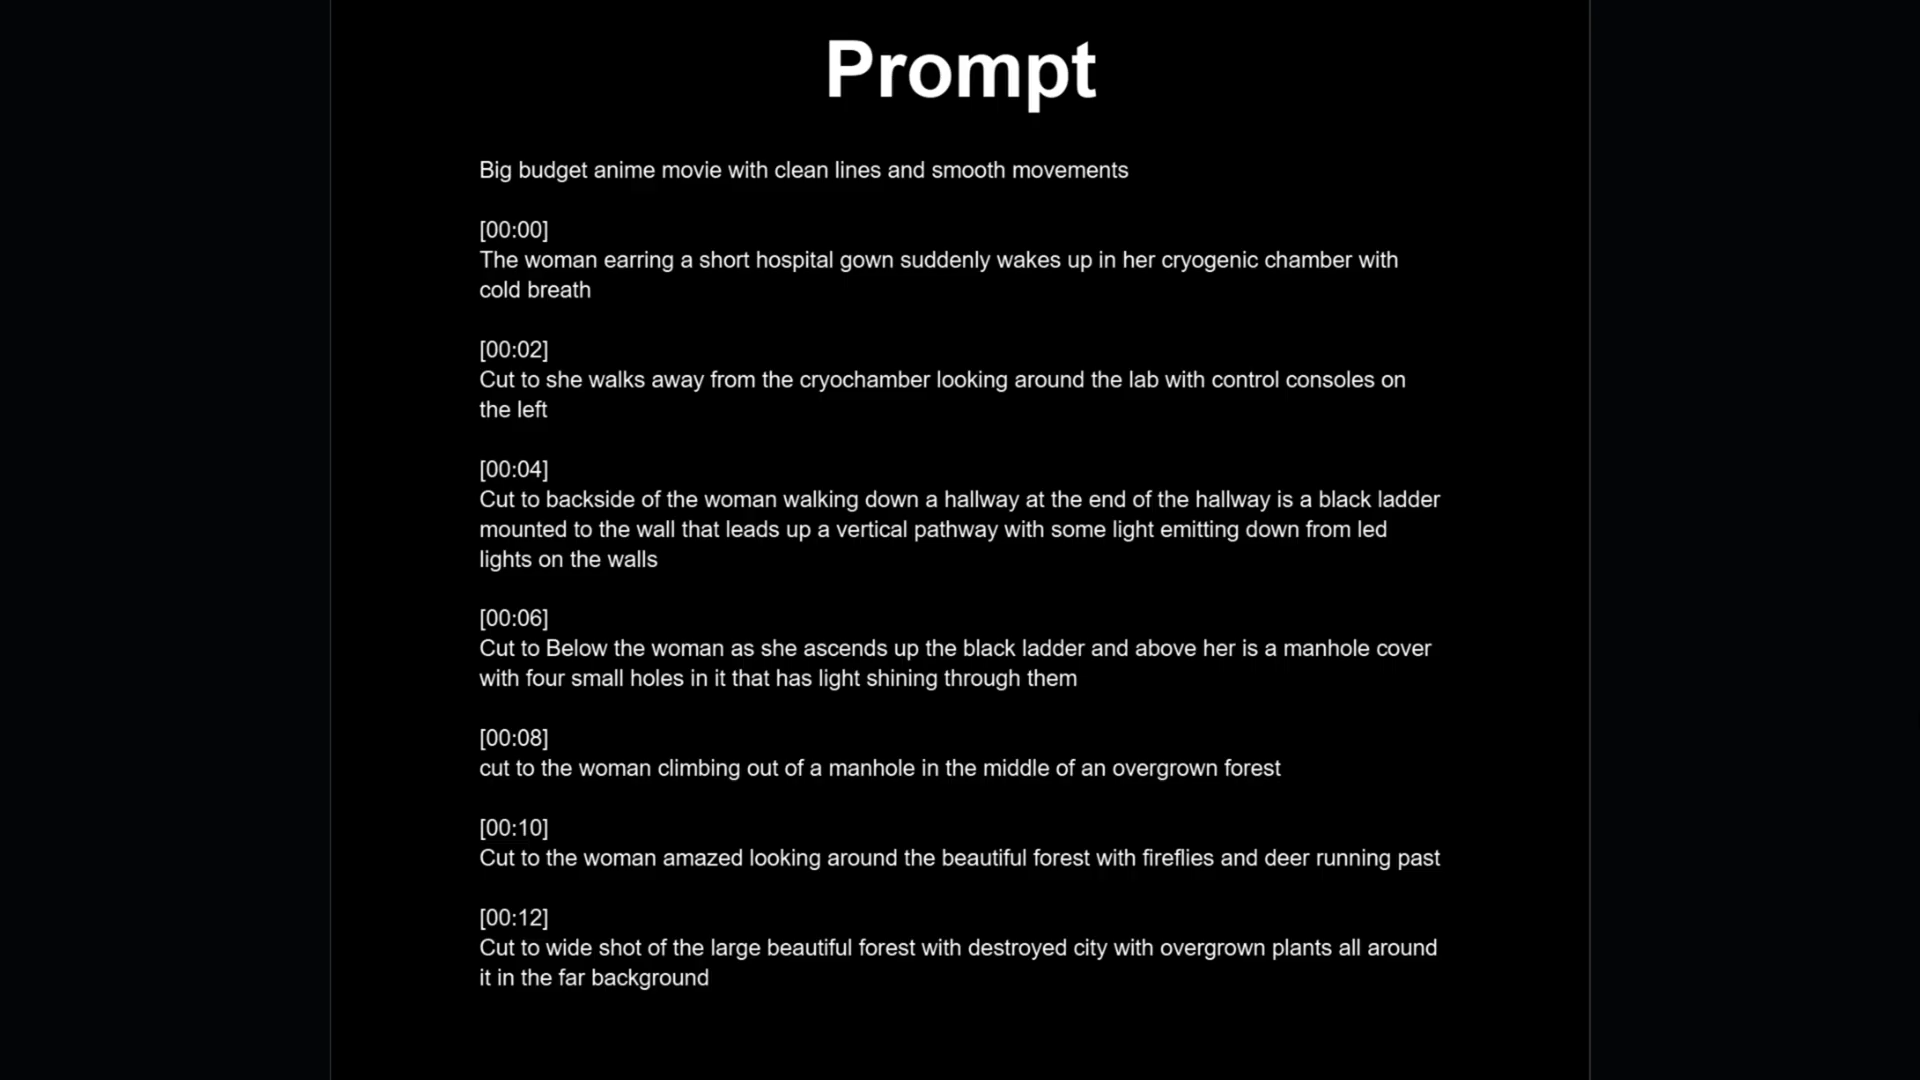 Prompt
Big budget anime movie with clean lines and smooth movements
[00:00]
The woman earring a short hospital gown suddenly wakes up in her cryogenic chamber with
cold breath
[00:02]
Cut to she walks away from the cryochamber looking around the lab with control consoles on
the left
[00:04]
Cut to backside of the woman walking down a hallway at the end of the hallway is a black ladder
mounted to the wall that leads up a vertical pathway with some light emitting down from led
lights on the walls
[00:06]
Cut to Below the woman as she ascends up the black ladder and above her is a manhole cover
with four small holes in it that has light shining through them
[00:08]
cut to the woman climbing out of a manhole in the middle of an overgrown forest
[00:10]
Cut to the woman amazed looking around the beautiful forest with fireflies and deer running past
[00:12]
Cut to wide shot of the large beautiful forest with destroyed city with overgrown plants all around
it in the far background